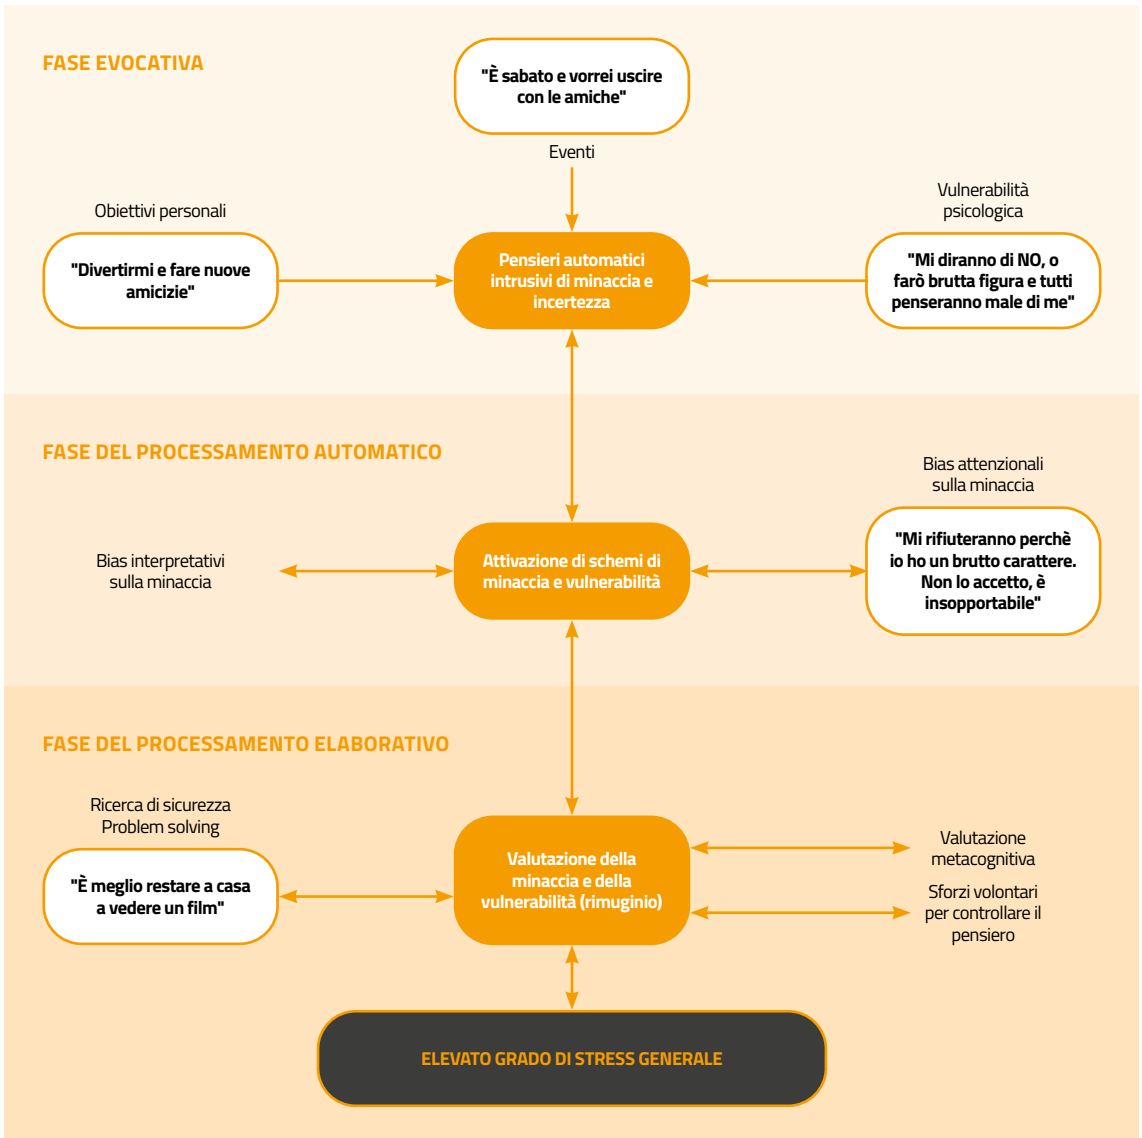 FASE EVOCATIVA
"È sabato e vorrei uscire
con le amiche"
Eventi
Obiettivi personali
"Divertirmi e fare nuove
amicizie"
Pensieri automatici
intrusivi di minaccia e
incertezza
Vulnerabilità
psicologica
"Mi diranno di NO, o
farò brutta figura e tutti
penseranno male di me"
FASE DEL PROCESSAMENTO AUTOMATICO
Bias interpretativi
sulla minaccia
Attivazione di schemi di
minaccia e vulnerabilità
Bias attenzionali
sulla minaccia
"Mi rifiuteranno perchè
io ho un brutto carattere.
Non lo accetto, è
insopportabile"
FASE DEL PROCESSAMENTO ELABORATIVO
Ricerca di sicurezza
Problem solving
"È meglio restare a casa
a vedere un film"
Valutazione della
minaccia e della
vulnerabilità (rimuginio)
Valutazione
metacognitiva
Sforzi volontari
per controllare il
pensiero
ELEVATO GRADO DI STRESS GENERALE